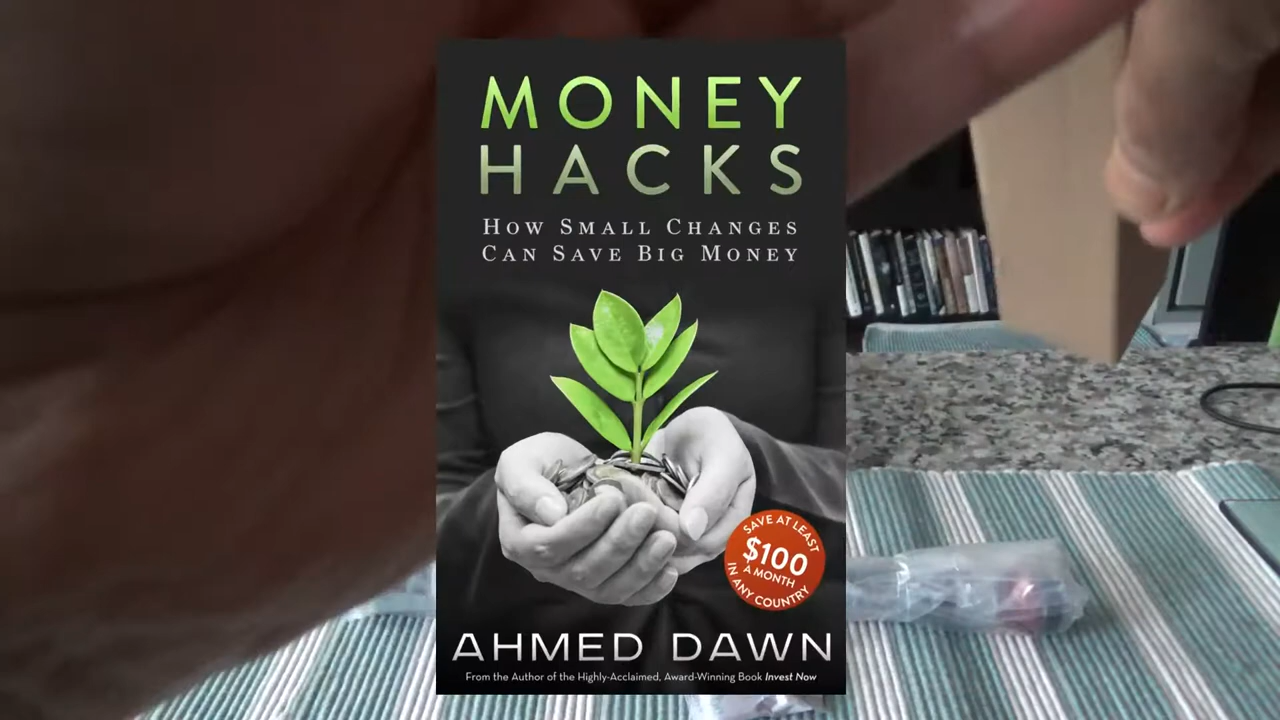 MONEY
HACKS
HOW SMALL CHANGES
CAN SAVE BIG MONEY
SAVE AT LEAST
$100
A MONTH
IN ANY COUNTRY
AHMED DAWN
From the Author of the Highly-Acclaimed, Award-Winning Book Invest Now